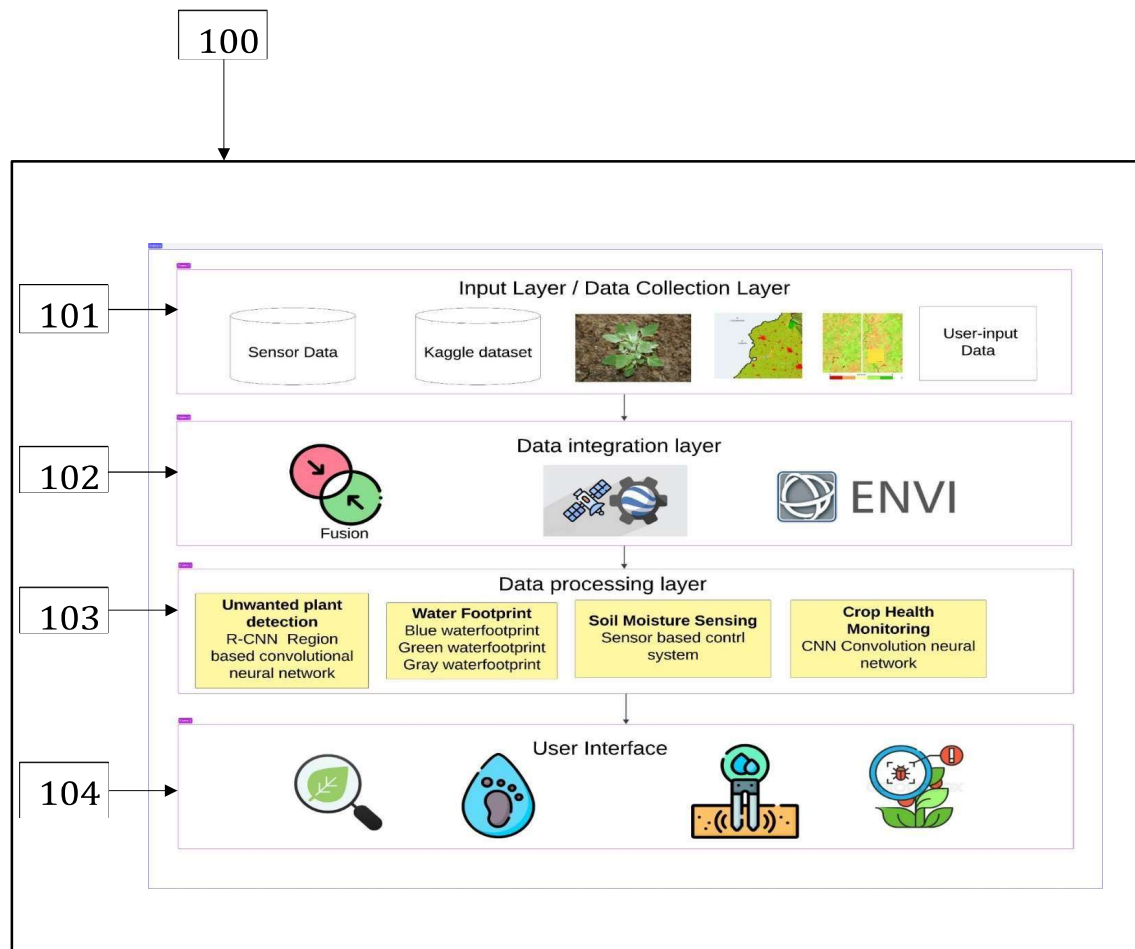 100
101
Input Layer / Data Collection Layer
Sensor Data
Kaggle dataset
User-input
Data
102
Data integration layer
Fusion
ENVI
103
Data processing layer
Unwanted plant
detection
R-CNN Region
based convolutional
neural network
Water Footprint
Blue waterfootprint
Green waterfootprint
Gray waterfootprint
Soil Moisture Sensing
Sensor based contrl
system
Crop Health
Monitoring
CNN Convolution neural
network
104
User Interface